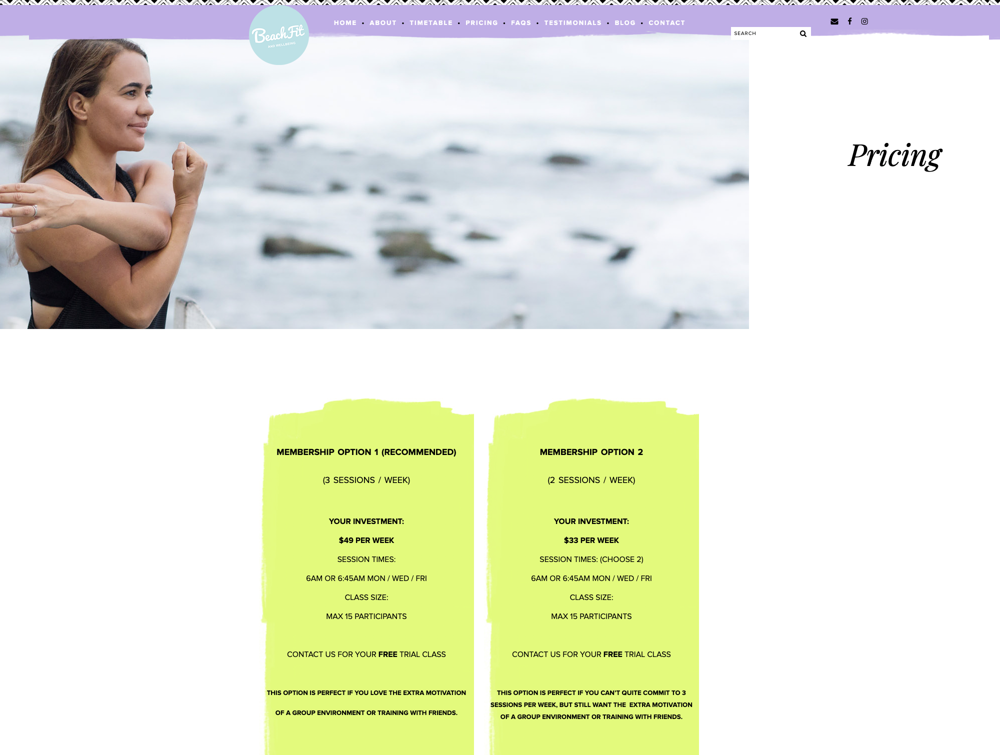 BeachFit
AND WELLBEING
HOME • ABOUT • TIMETABLE • PRICING • FAQS • TESTIMONIALS • BLOG • CONTACT
SEARCH
Pricing
MEMBERSHIP OPTION 1 (RECOMMENDED)
(3 SESSIONS / WEEK)
YOUR INVESTMENT:
$49 PER WEEK
SESSION TIMES:
6AM OR 6:45AM MON / WED / FRI
CLASS SIZE:
MAX 15 PARTICIPANTS
CONTACT US FOR YOUR FREE TRIAL CLASS
THIS OPTION IS PERFECT IF YOU LOVE THE EXTRA MOTIVATION
OF A GROUP ENVIRONMENT OR TRAINING WITH FRIENDS.
MEMBERSHIP OPTION 2
(2 SESSIONS / WEEK)
YOUR INVESTMENT:
$33 PER WEEK
SESSION TIMES: (CHOOSE 2)
6AM OR 6:45AM MON / WED / FRI
CLASS SIZE:
MAX 15 PARTICIPANTS
CONTACT US FOR YOUR FREE TRIAL CLASS
THIS OPTION IS PERFECT IF YOU CAN’T QUITE COMMIT TO 3
SESSIONS PER WEEK, BUT STILL WANT THE EXTRA MOTIVATION
OF A GROUP ENVIRONMENT OR TRAINING WITH FRIENDS.